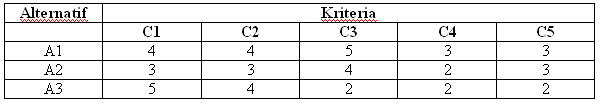 Alternatif Kriteria
C1 C2 C3 C4 C5
A1 4 4 5 3 3
A2 3 3 4 2 3
A3 5 4 2 2 2